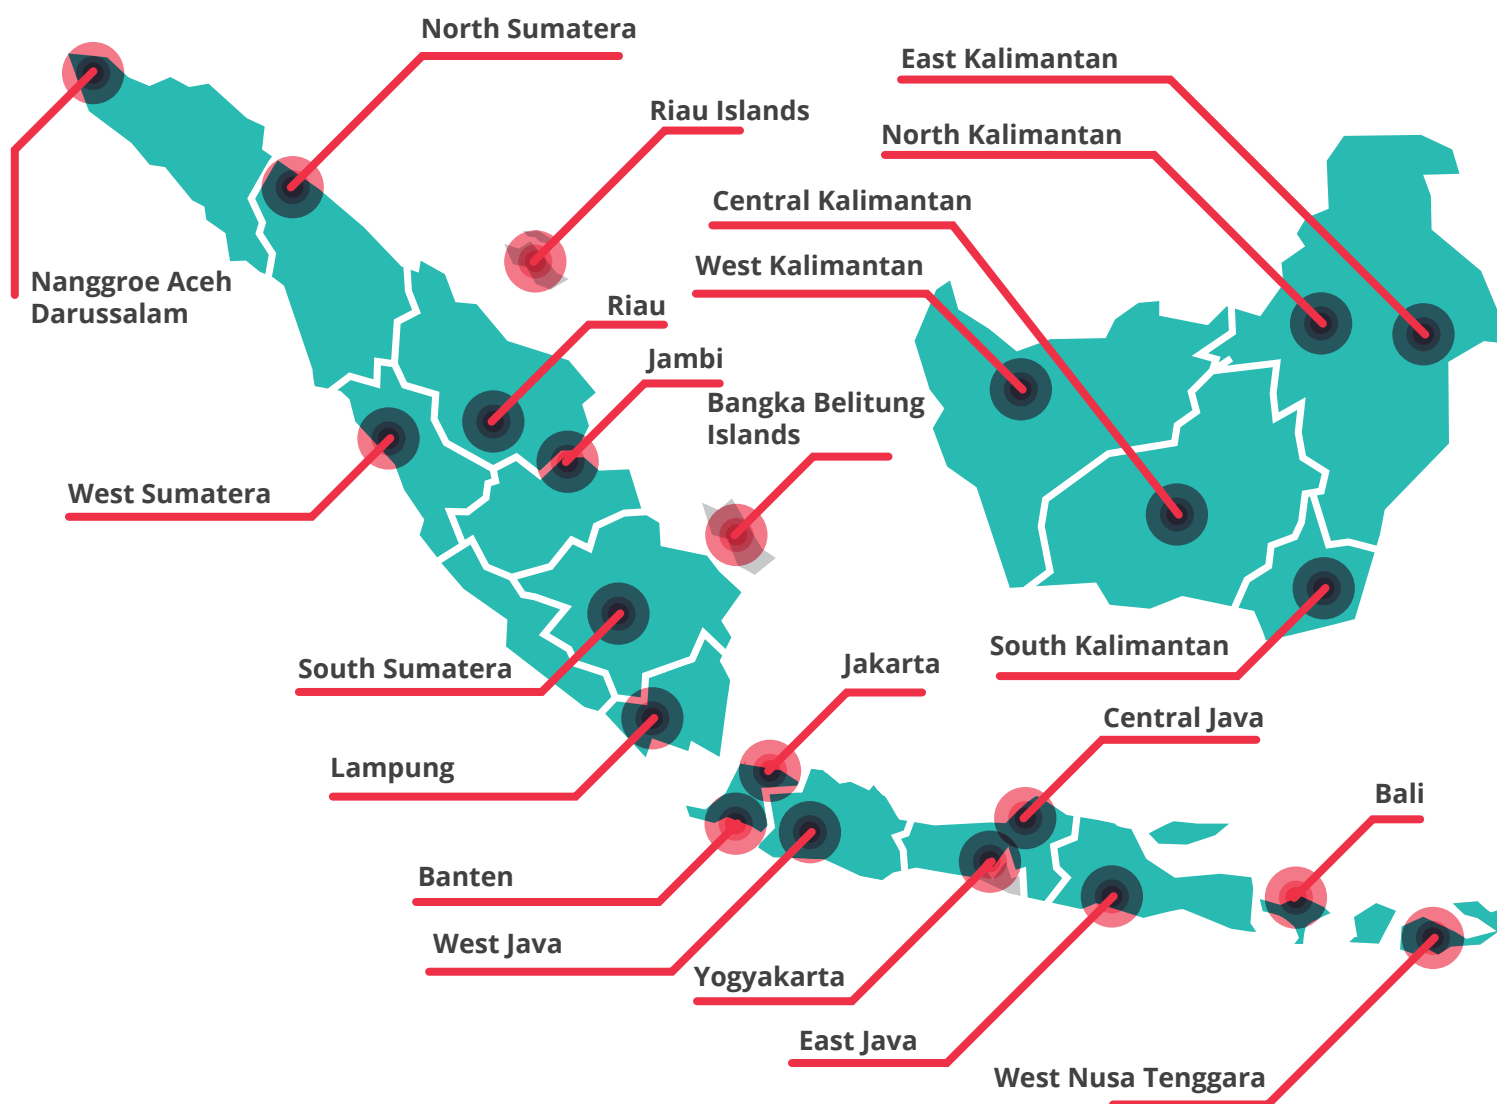 North Sumatera
East Kalimantan
Riau Islands
North Kalimantan
Central Kalimantan
West Kalimantan
Nanggroe Aceh
Darussalam
Riau
Jambi
Bangka Belitung
Islands
West Sumatera
South Kalimantan
South Sumatera
Jakarta
Central Java
Lampung
Bali
Banten
West Java
Yogyakarta
East Java
West Nusa Tenggara